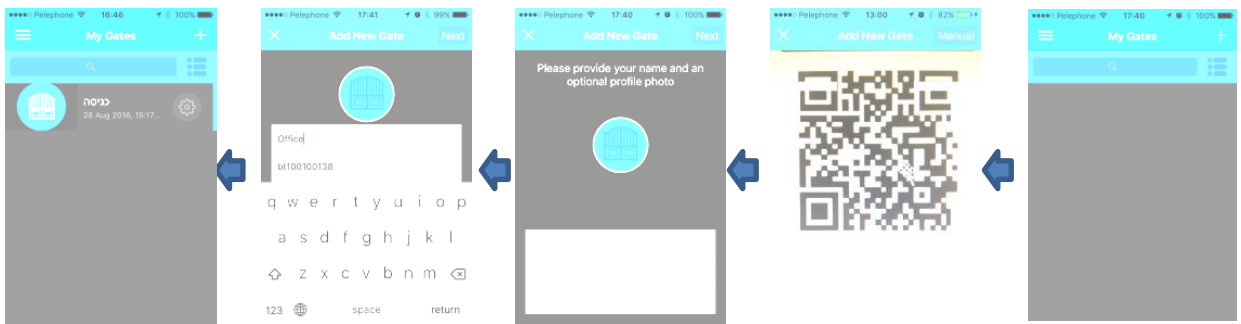 Pelephone 16:46 100%
My Gates +
כניסה
28 Aug 2016, 15:17...
Pelephone 17:41 99%
Add New Gate Next
Office
bt100100138
q w e r t y u i o p
a s d f g h j k l
z x c v b n m
123 space return
Pelephone 17:40 100%
Add New Gate Next
Please provide your name and an
optional profile photo
Pelephone 13:00 82%
Add New Gate Manual
Pelephone 17:40 100%
My Gates +